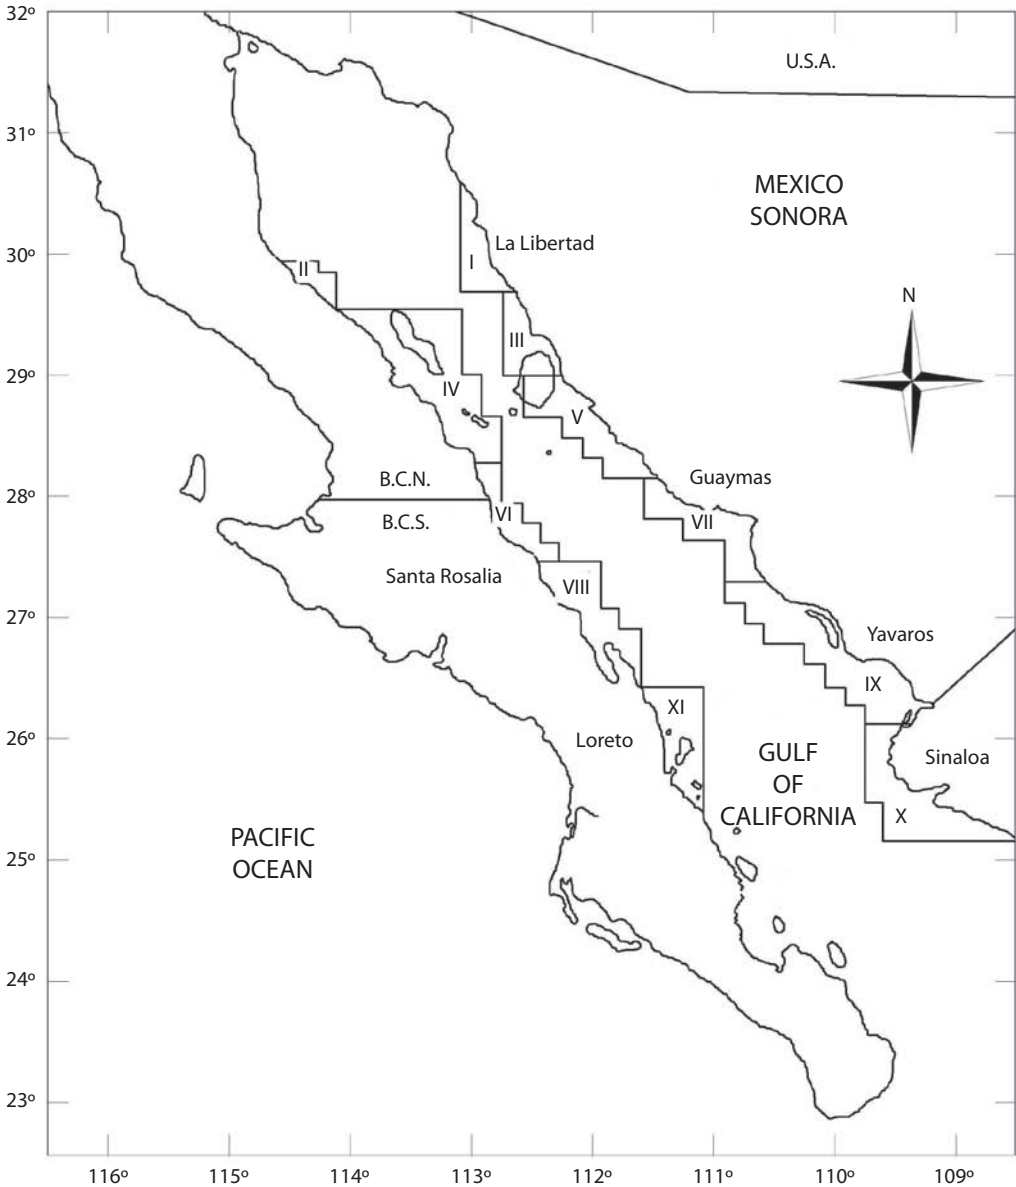 32º
U.S.A.
31º
MEXICO
SONORA
30º
La Libertad
I
II
N
III
29º
IV
V
B.C.N.
Guaymas
28º
B.C.S.
VI
VII
Santa Rosalia
VIII
27º
Yavaros
IX
XI
26º
Loreto
GULF
OF
CALIFORNIA
Sinaloa
X
PACIFIC
OCEAN
25º
24º
23º
116º 115º 114º 113º 112º 111º 110º 109º